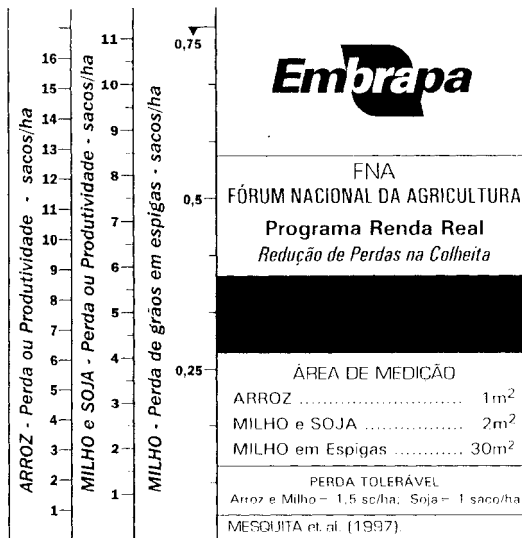 ARROZ - Perda ou Produtividade - sacos/ha
16
15
14
13
12
11
10
9
8
7
6
5
4
3
2
1
MILHO e SOJA - Perda ou Produtividade - sacos/ha
11
10
9
8
7
6
5
4
3
2
1
MILHO - Perda de grãos em espigas - sacos/ha
0,75
0,5
0,25
Embrapa
FNA
FÓRUM NACIONAL DA AGRICULTURA
Programa Renda Real
Redução de Perdas na Colheita
ÁREA DE MEDIÇÃO
ARROZ .......................... 1m²
MILHO e SOJA ................. 2m²
MILHO em Espigas ............ 30m²
PERDA TOLERÁVEL
Arroz e Milho = 1,5 sc/ha; Soja = 1 saco/ha
MESQUITA et. al. (1997).